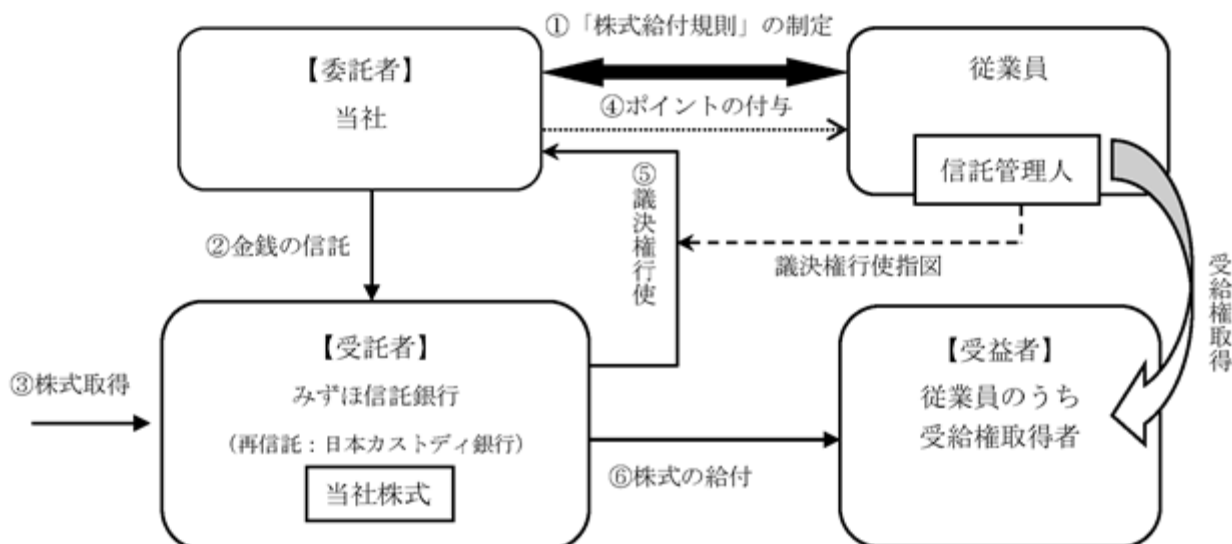 ①「株式給付規則」の制定
【委託者】
当社
従業員
④ポイントの付与
信託管理人
⑤議決権行使
②金銭の信託
議決権行使指図
受給権取得
【受託者】
みずほ信託銀行
(再信託：日本カストディ銀行)
当社株式
③株式取得
【受益者】
従業員のうち
受給権取得者
⑥株式の給付